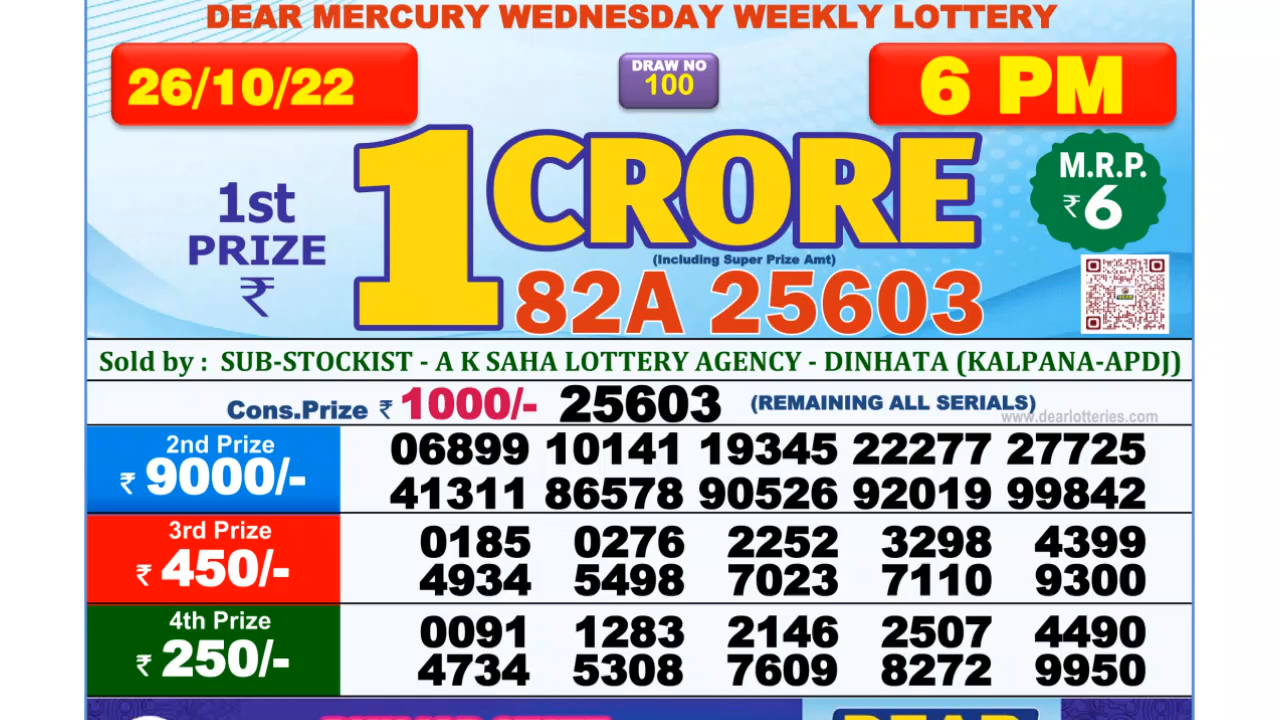 DEAR MERCURY WEDNESDAY WEEKLY LOTTERY
26/10/22
DRAW NO
100
6 PM
1st
PRIZE
₹
1 CRORE
(Including Super Prize Amt)
82A 25603
M.R.P.
₹ 6
Sold by : SUB-STOCKIST - A K SAHA LOTTERY AGENCY - DINHATA (KALPANA-APDJ)
Cons.Prize ₹ 1000/- 25603 (REMAINING ALL SERIALS)
www.dearlotteries.com
2nd Prize
₹ 9000/-
06899 10141 19345 22277 27725
41311 86578 90526 92019 99842
3rd Prize
₹ 450/-
0185 0276 2252 3298 4399
4934 5498 7023 7110 9300
4th Prize
₹ 250/-
0091 1283 2146 2507 4490
4734 5308 7609 8272 9950
DEAR